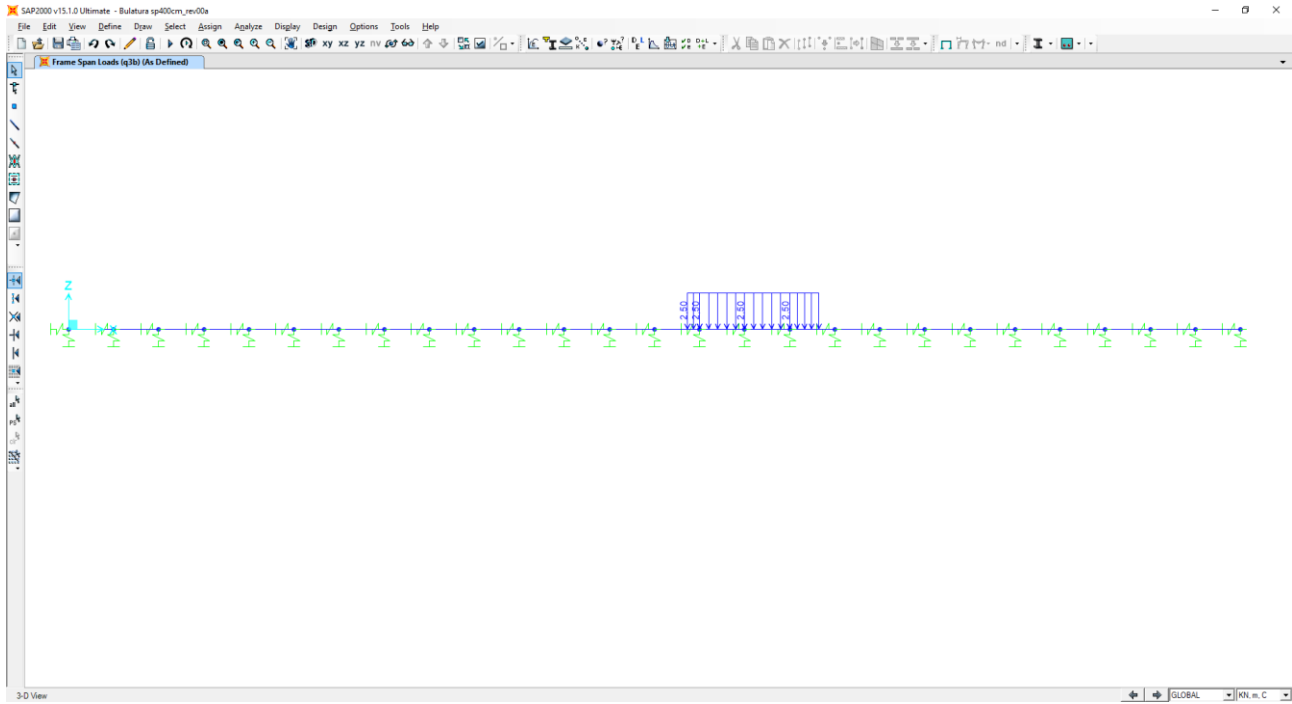 SAP2000 v15.1.0 Ultimate - Bulatura sp400cm_rev00a
File Edit View Define Draw Select Assign Analyze Display Design Options Tools Help
xy xz yz nv nd
Frame Span Loads (q3b) (As Defined)
Z
2.50 2.50 2.50 2.50
3-D View GLOBAL KN, m, C